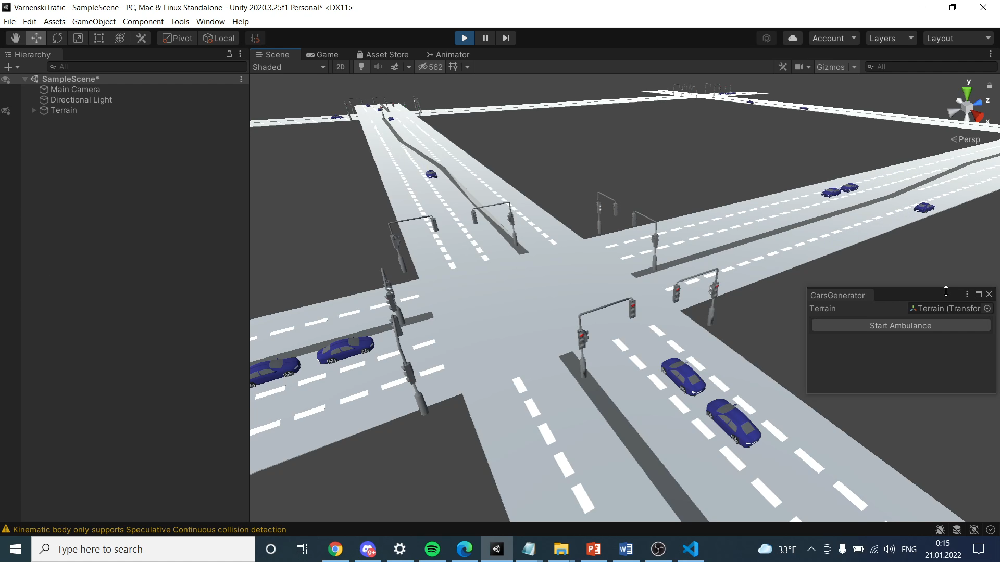 VarnenskiTrafic - SampleScene - PC, Mac & Linux Standalone - Unity 2020.3.25f1 Personal* <DX11>
File Edit Assets GameObject Component Tools Window Help
Pivot Local Account Layers Layout
Hierarchy
All
SampleScene*
Main Camera
Directional Light
Terrain
Scene Game Asset Store Animator
Shaded 2D 562 Gizmos All
y
z
x
Persp
CarsGenerator
Terrain Terrain (Transfor
Start Ambulance
Kinematic body only supports Speculative Continuous collision detection
Type here to search
9+
32°F ENG
0:15
21.01.2022